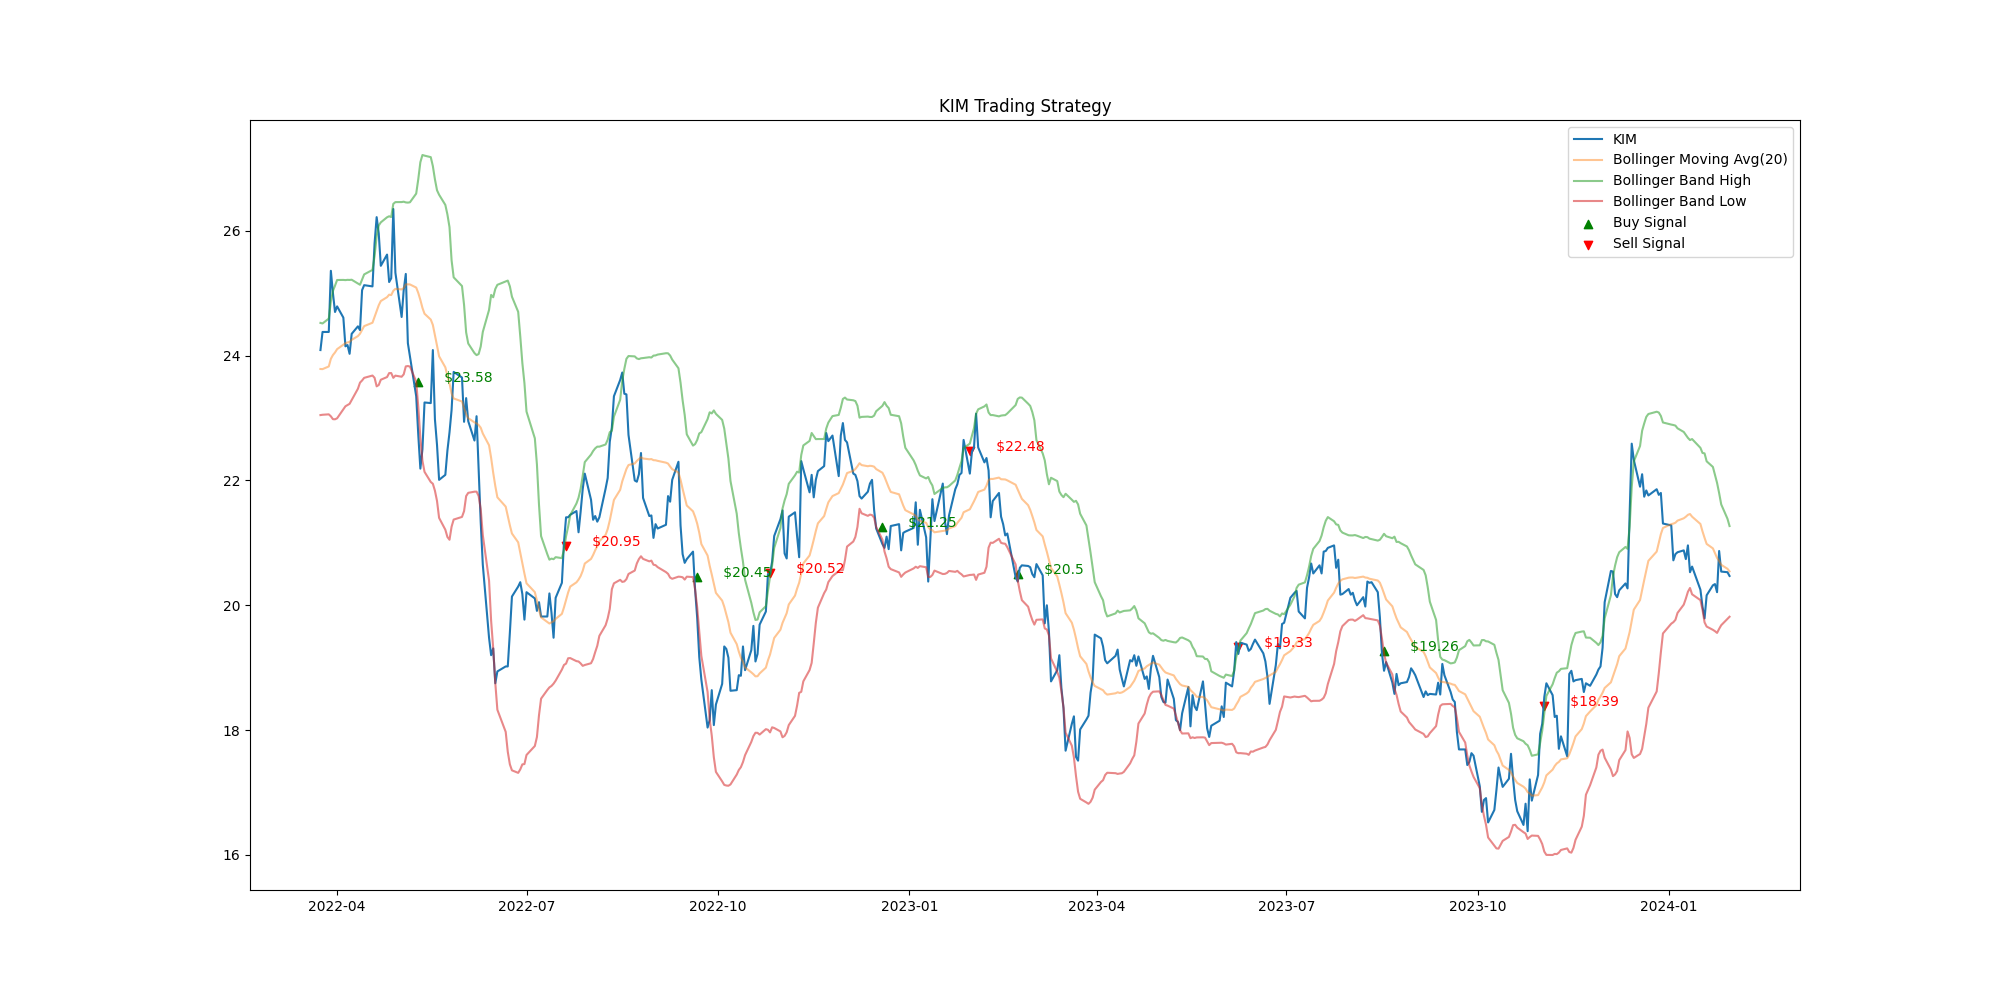 KIM Trading Strategy
KIM
Bollinger Moving Avg(20)
Bollinger Band High
Bollinger Band Low
Buy Signal
Sell Signal
26
24
22
20
18
16
$23.58
$20.95
$20.45
$20.52
$21.25
$22.48
$20.5
$19.33
$19.26
$18.39
2022-04 2022-07 2022-10 2023-01 2023-04 2023-07 2023-10 2024-01